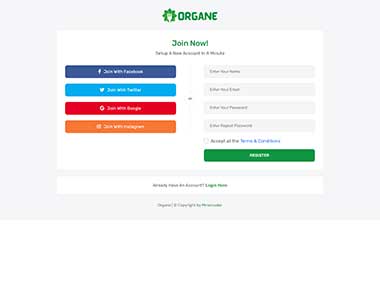 ORGANE
Join Now!
Setup A New Account In A Minute
Join With Facebook
Join With Twitter
Join With Google
Join With Instagram
or
Enter Your Name
Enter Your Email
Enter Your Password
Enter Repeat Password
Accept all the Terms & Conditions
REGISTER
Already Have An Account? Login Now
Organe | © Copyright by Mironcoder